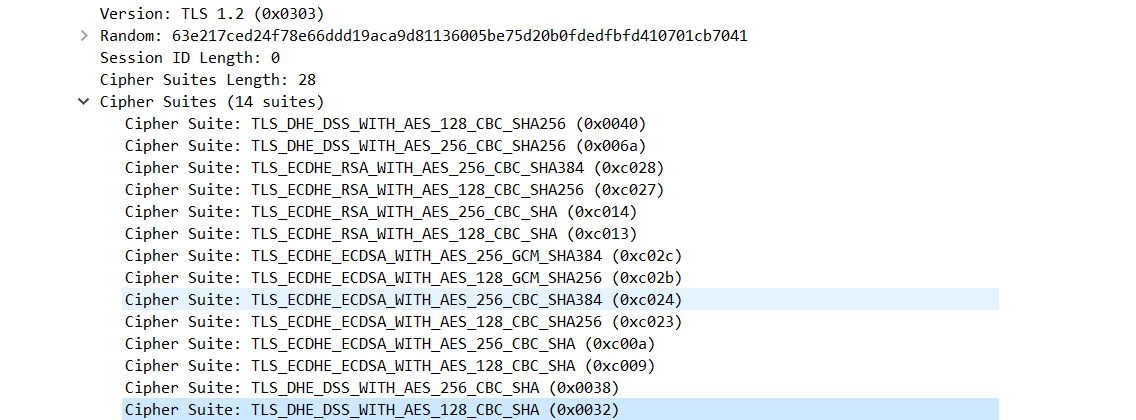 Version: TLS 1.2 (0x0303)
Random: 63e217ced24f78e66ddd19aca9d81136005be75d20b0fdedfbfd410701cb7041
Session ID Length: 0
Cipher Suites Length: 28
Cipher Suites (14 suites)
Cipher Suite: TLS_DHE_DSS_WITH_AES_128_CBC_SHA256 (0x0040)
Cipher Suite: TLS_DHE_DSS_WITH_AES_256_CBC_SHA256 (0x006a)
Cipher Suite: TLS_ECDHE_RSA_WITH_AES_256_CBC_SHA384 (0xc028)
Cipher Suite: TLS_ECDHE_RSA_WITH_AES_128_CBC_SHA256 (0xc027)
Cipher Suite: TLS_ECDHE_RSA_WITH_AES_256_CBC_SHA (0xc014)
Cipher Suite: TLS_ECDHE_RSA_WITH_AES_128_CBC_SHA (0xc013)
Cipher Suite: TLS_ECDHE_ECDSA_WITH_AES_256_GCM_SHA384 (0xc02c)
Cipher Suite: TLS_ECDHE_ECDSA_WITH_AES_128_GCM_SHA256 (0xc02b)
Cipher Suite: TLS_ECDHE_ECDSA_WITH_AES_256_CBC_SHA384 (0xc024)
Cipher Suite: TLS_ECDHE_ECDSA_WITH_AES_128_CBC_SHA256 (0xc023)
Cipher Suite: TLS_ECDHE_ECDSA_WITH_AES_256_CBC_SHA (0xc00a)
Cipher Suite: TLS_ECDHE_ECDSA_WITH_AES_128_CBC_SHA (0xc009)
Cipher Suite: TLS_DHE_DSS_WITH_AES_256_CBC_SHA (0x0038)
Cipher Suite: TLS_DHE_DSS_WITH_AES_128_CBC_SHA (0x0032)